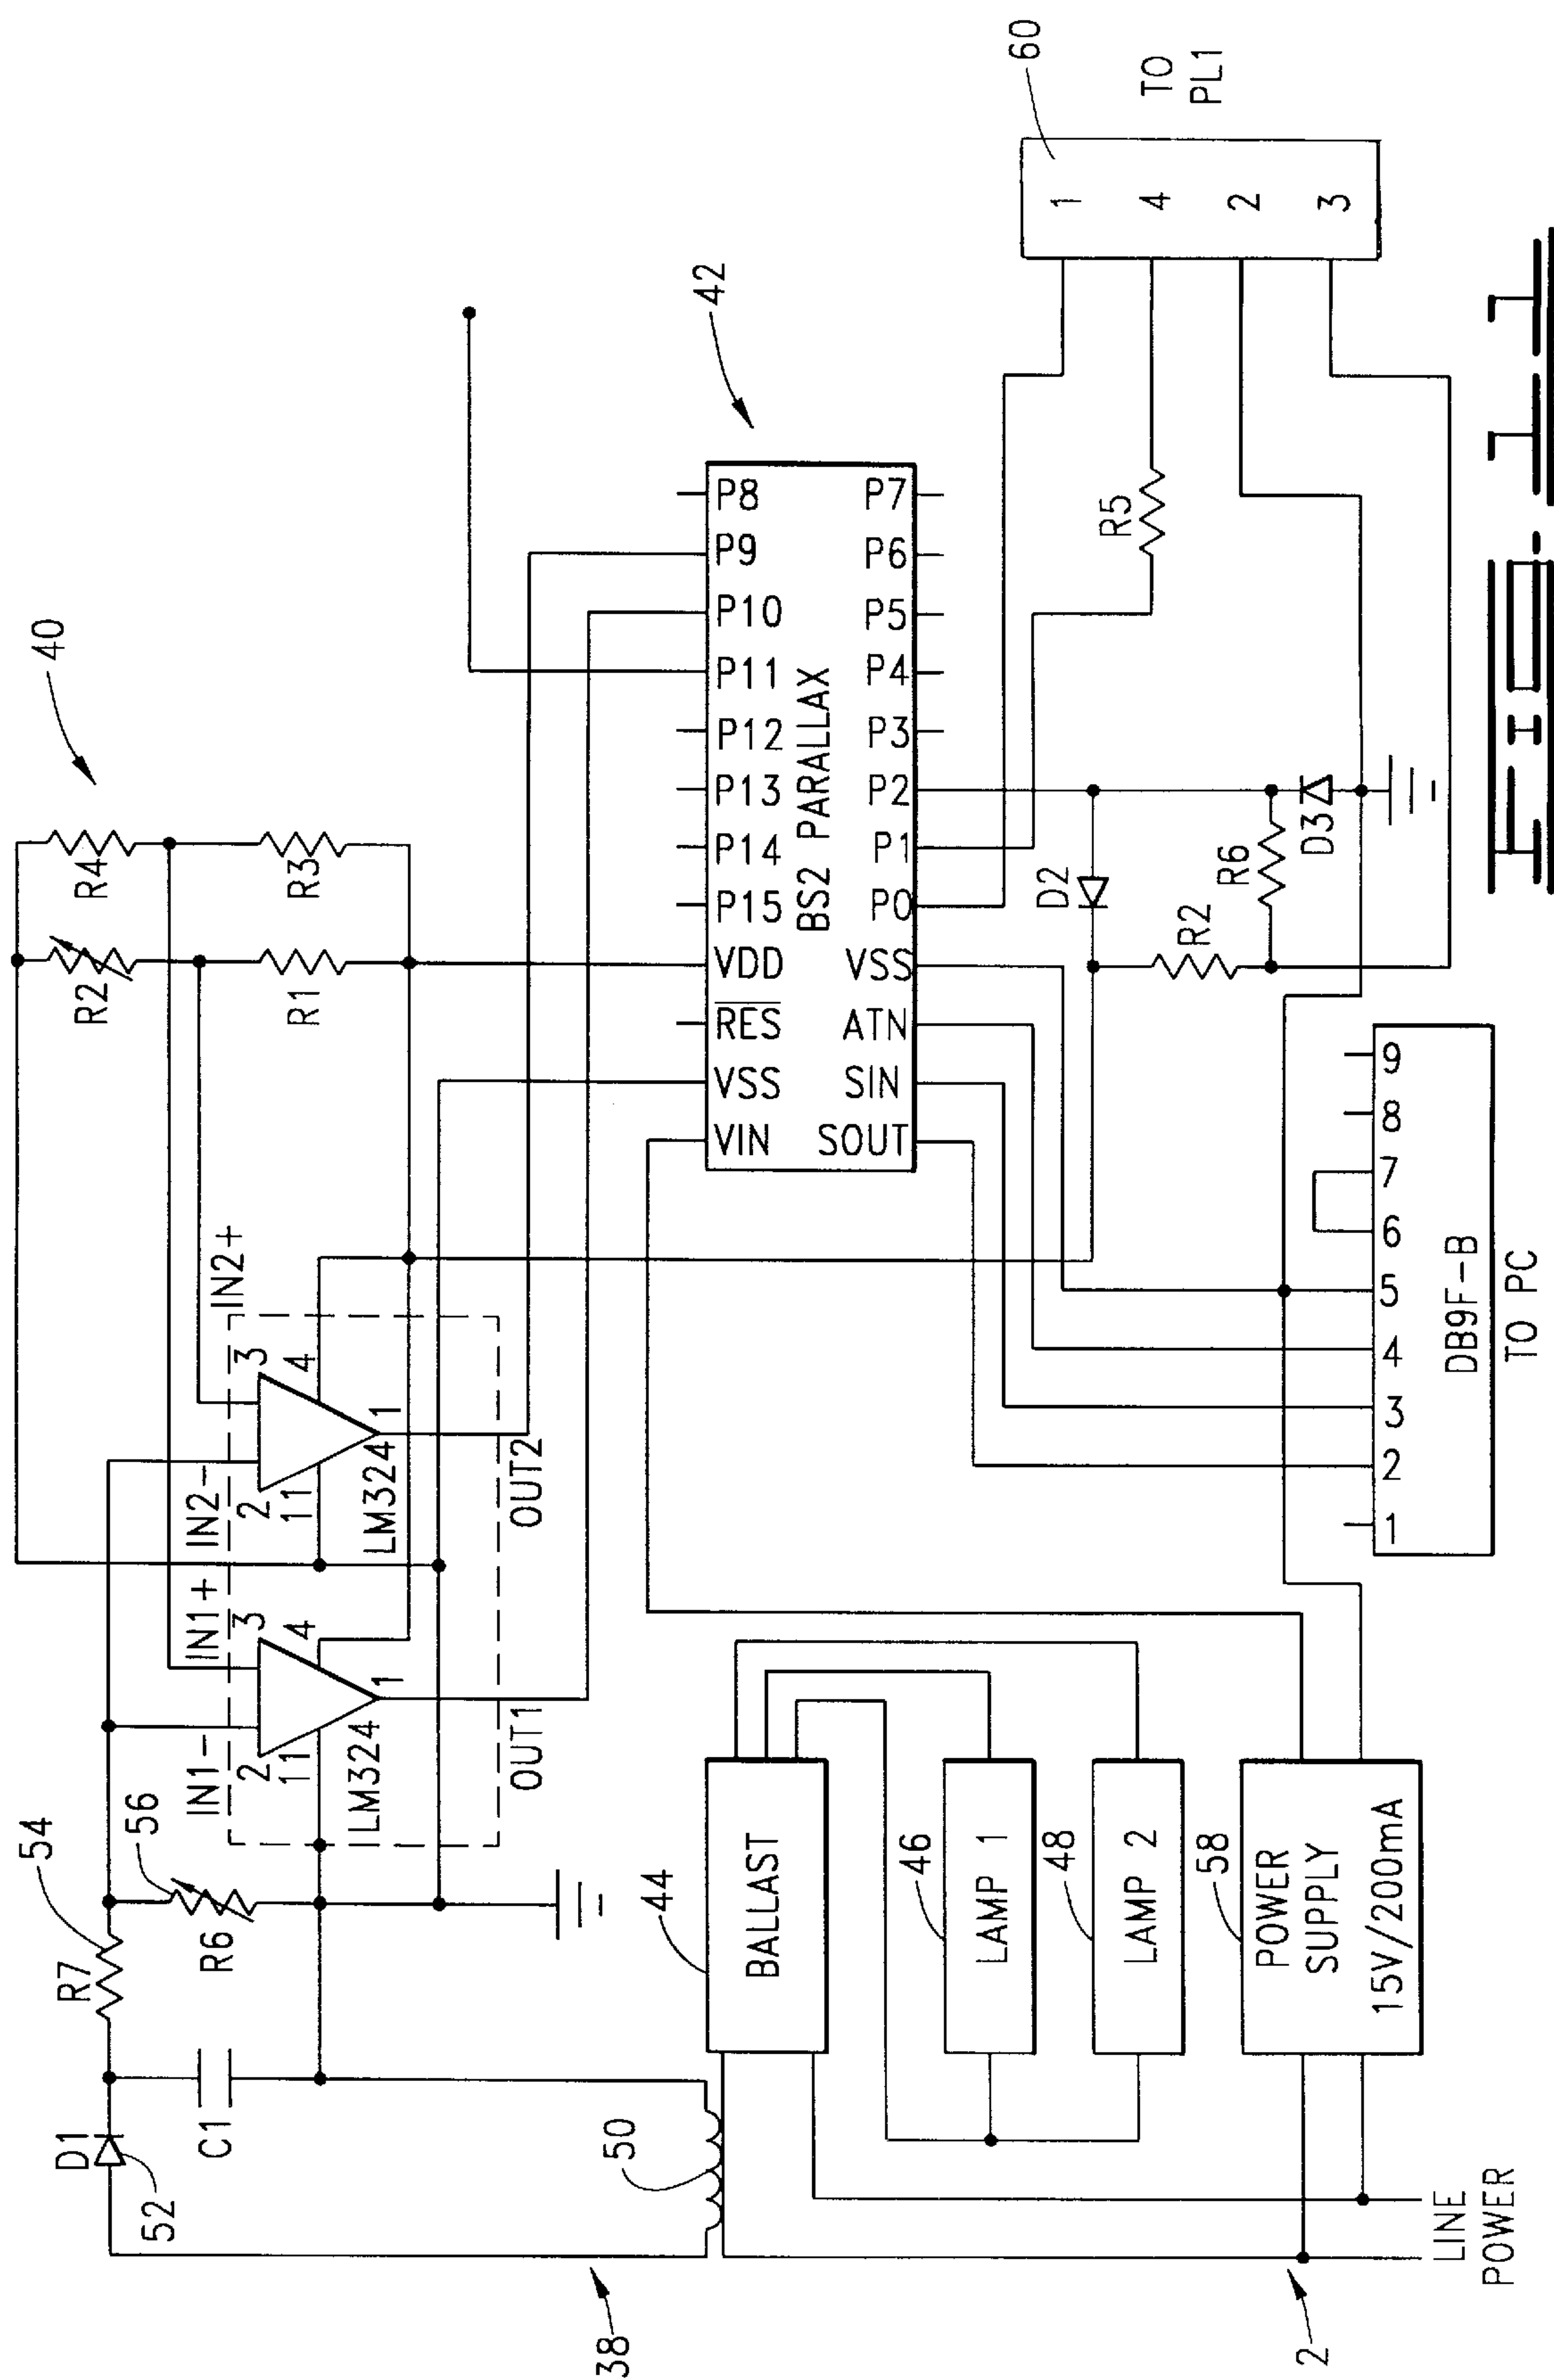 40
R2
R4
R1
R3
IN2+
IN1-
IN1+
IN2-
2
3
11
4
1
LM324
2
3
11
4
1
LM324
OUT1
OUT2
D1
52
C1
R7
54
56
R6
38
50
42
VIN
VSS
RES
VDD
P15
P14
P13
P12
P11
P10
P9
P8
BS2 PARALLAX
SOUT
SIN
ATN
VSS
P0
P1
P2
P3
P4
P5
P6
P7
44
BALLAST
46
LAMP 1
48
LAMP 2
58
POWER
SUPPLY
15V/200mA
2
LINE
POWER
D2
R2
R6
D3
R5
60
1
4
2
3
TO
PL1
1
2
3
4
5
6
7
8
9
DB9F-B
TO PC